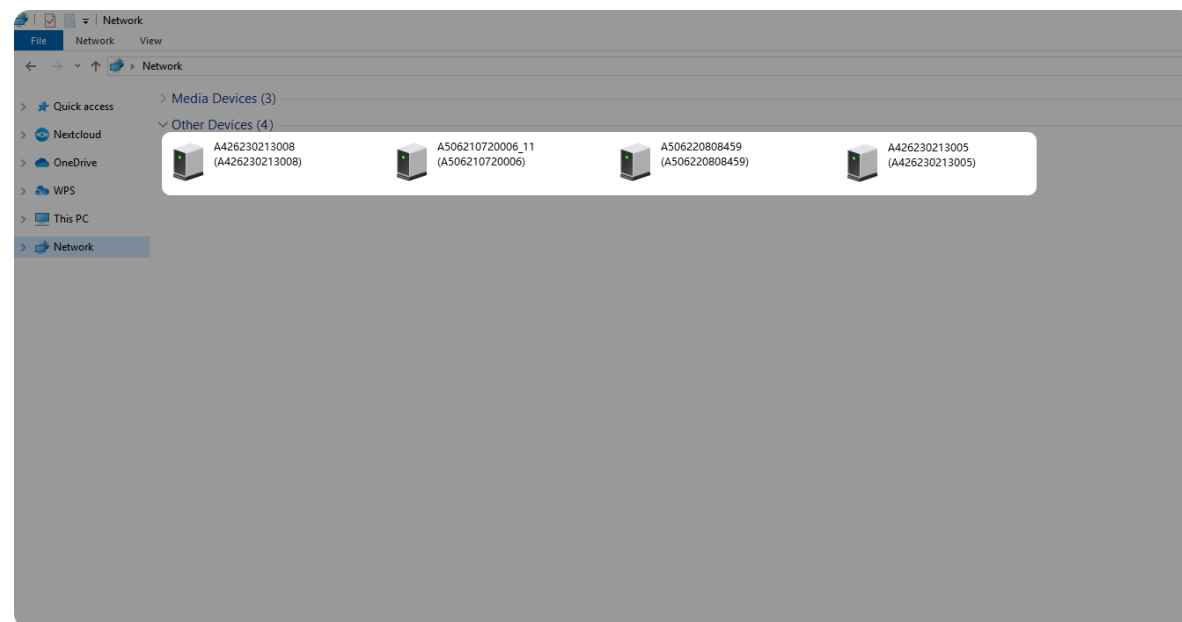 Network
File Network View
Network
Quick access
Nextcloud
OneDrive
WPS
This PC
Network
Media Devices (3)
Other Devices (4)
A426230213008
(A426230213008)
A506210720006_11
(A506210720006)
A506220808459
(A506220808459)
A426230213005
(A426230213005)